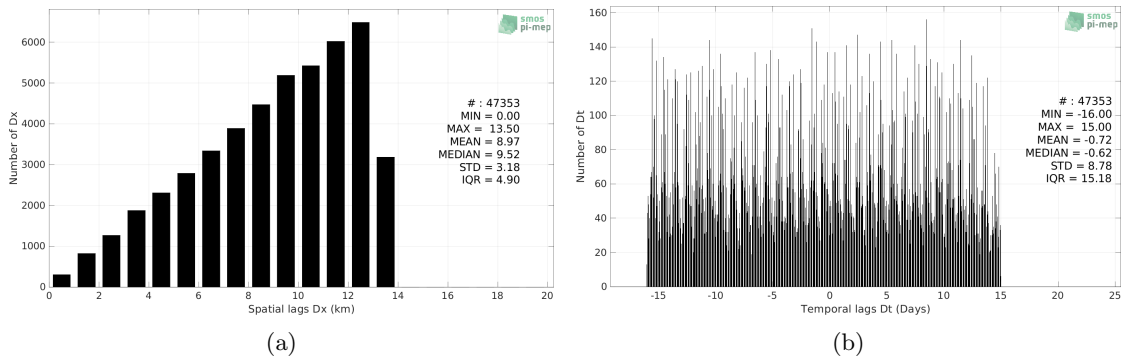 smos
pi-mep
6000
5000
4000
3000
2000
1000
0
Number of Dx
# : 47353
MIN = 0.00
MAX = 13.50
MEAN = 8.97
MEDIAN = 9.52
STD = 3.18
IQR = 4.90
0 2 4 6 8 10 12 14 16 18 20
Spatial lags Dx (km)
(a)
smos
pi-mep
160
140
120
100
80
60
40
20
0
Number of Dt
# : 47353
MIN = -16.00
MAX = 15.00
MEAN = -0.72
MEDIAN = -0.62
STD = 8.78
IQR = 15.18
-15 -10 -5 0 5 10 15 20 25
Temporal lags Dt (Days)
(b)